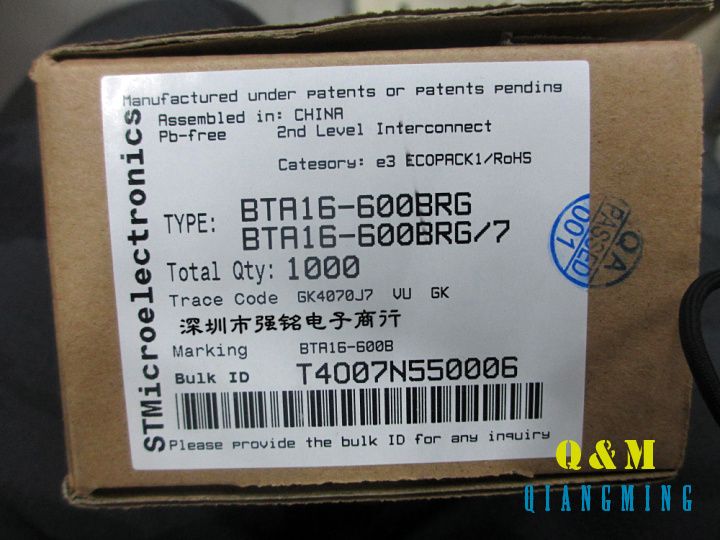 Manufactured under patents or patents pending
Assembled in: CHINA
Pb-free 2nd Level Interconnect
Category: e3 ECOPACK1/RoHS
STMicroelectronics
TYPE: BTA16-600BRG
BTA16-600BRG/7
Total Qty: 1000
Trace Code GK4070J7 VU GK
深圳市强铭电子商行
Marking BTA16-600B
Bulk ID T4007N550006
Please provide the bulk ID for any inquiry
QA
PASSED
001
Q&M
QIANGMING